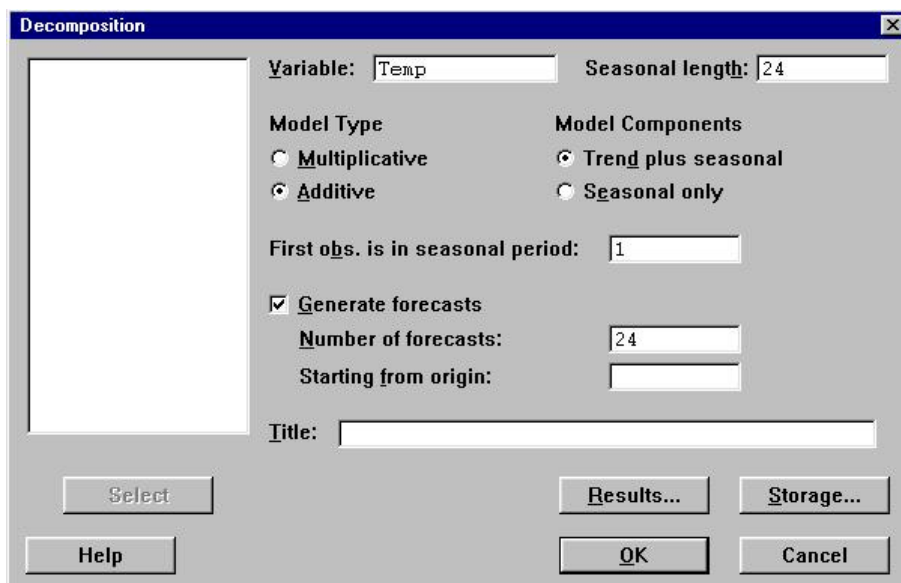 Decomposition
Variable: Temp Seasonal length: 24
Model Type Model Components
Multiplicative Trend plus seasonal
Additive Seasonal only
First obs. is in seasonal period: 1
Generate forecasts
Number of forecasts: 24
Starting from origin:
Title:
Select Results... Storage...
Help OK Cancel